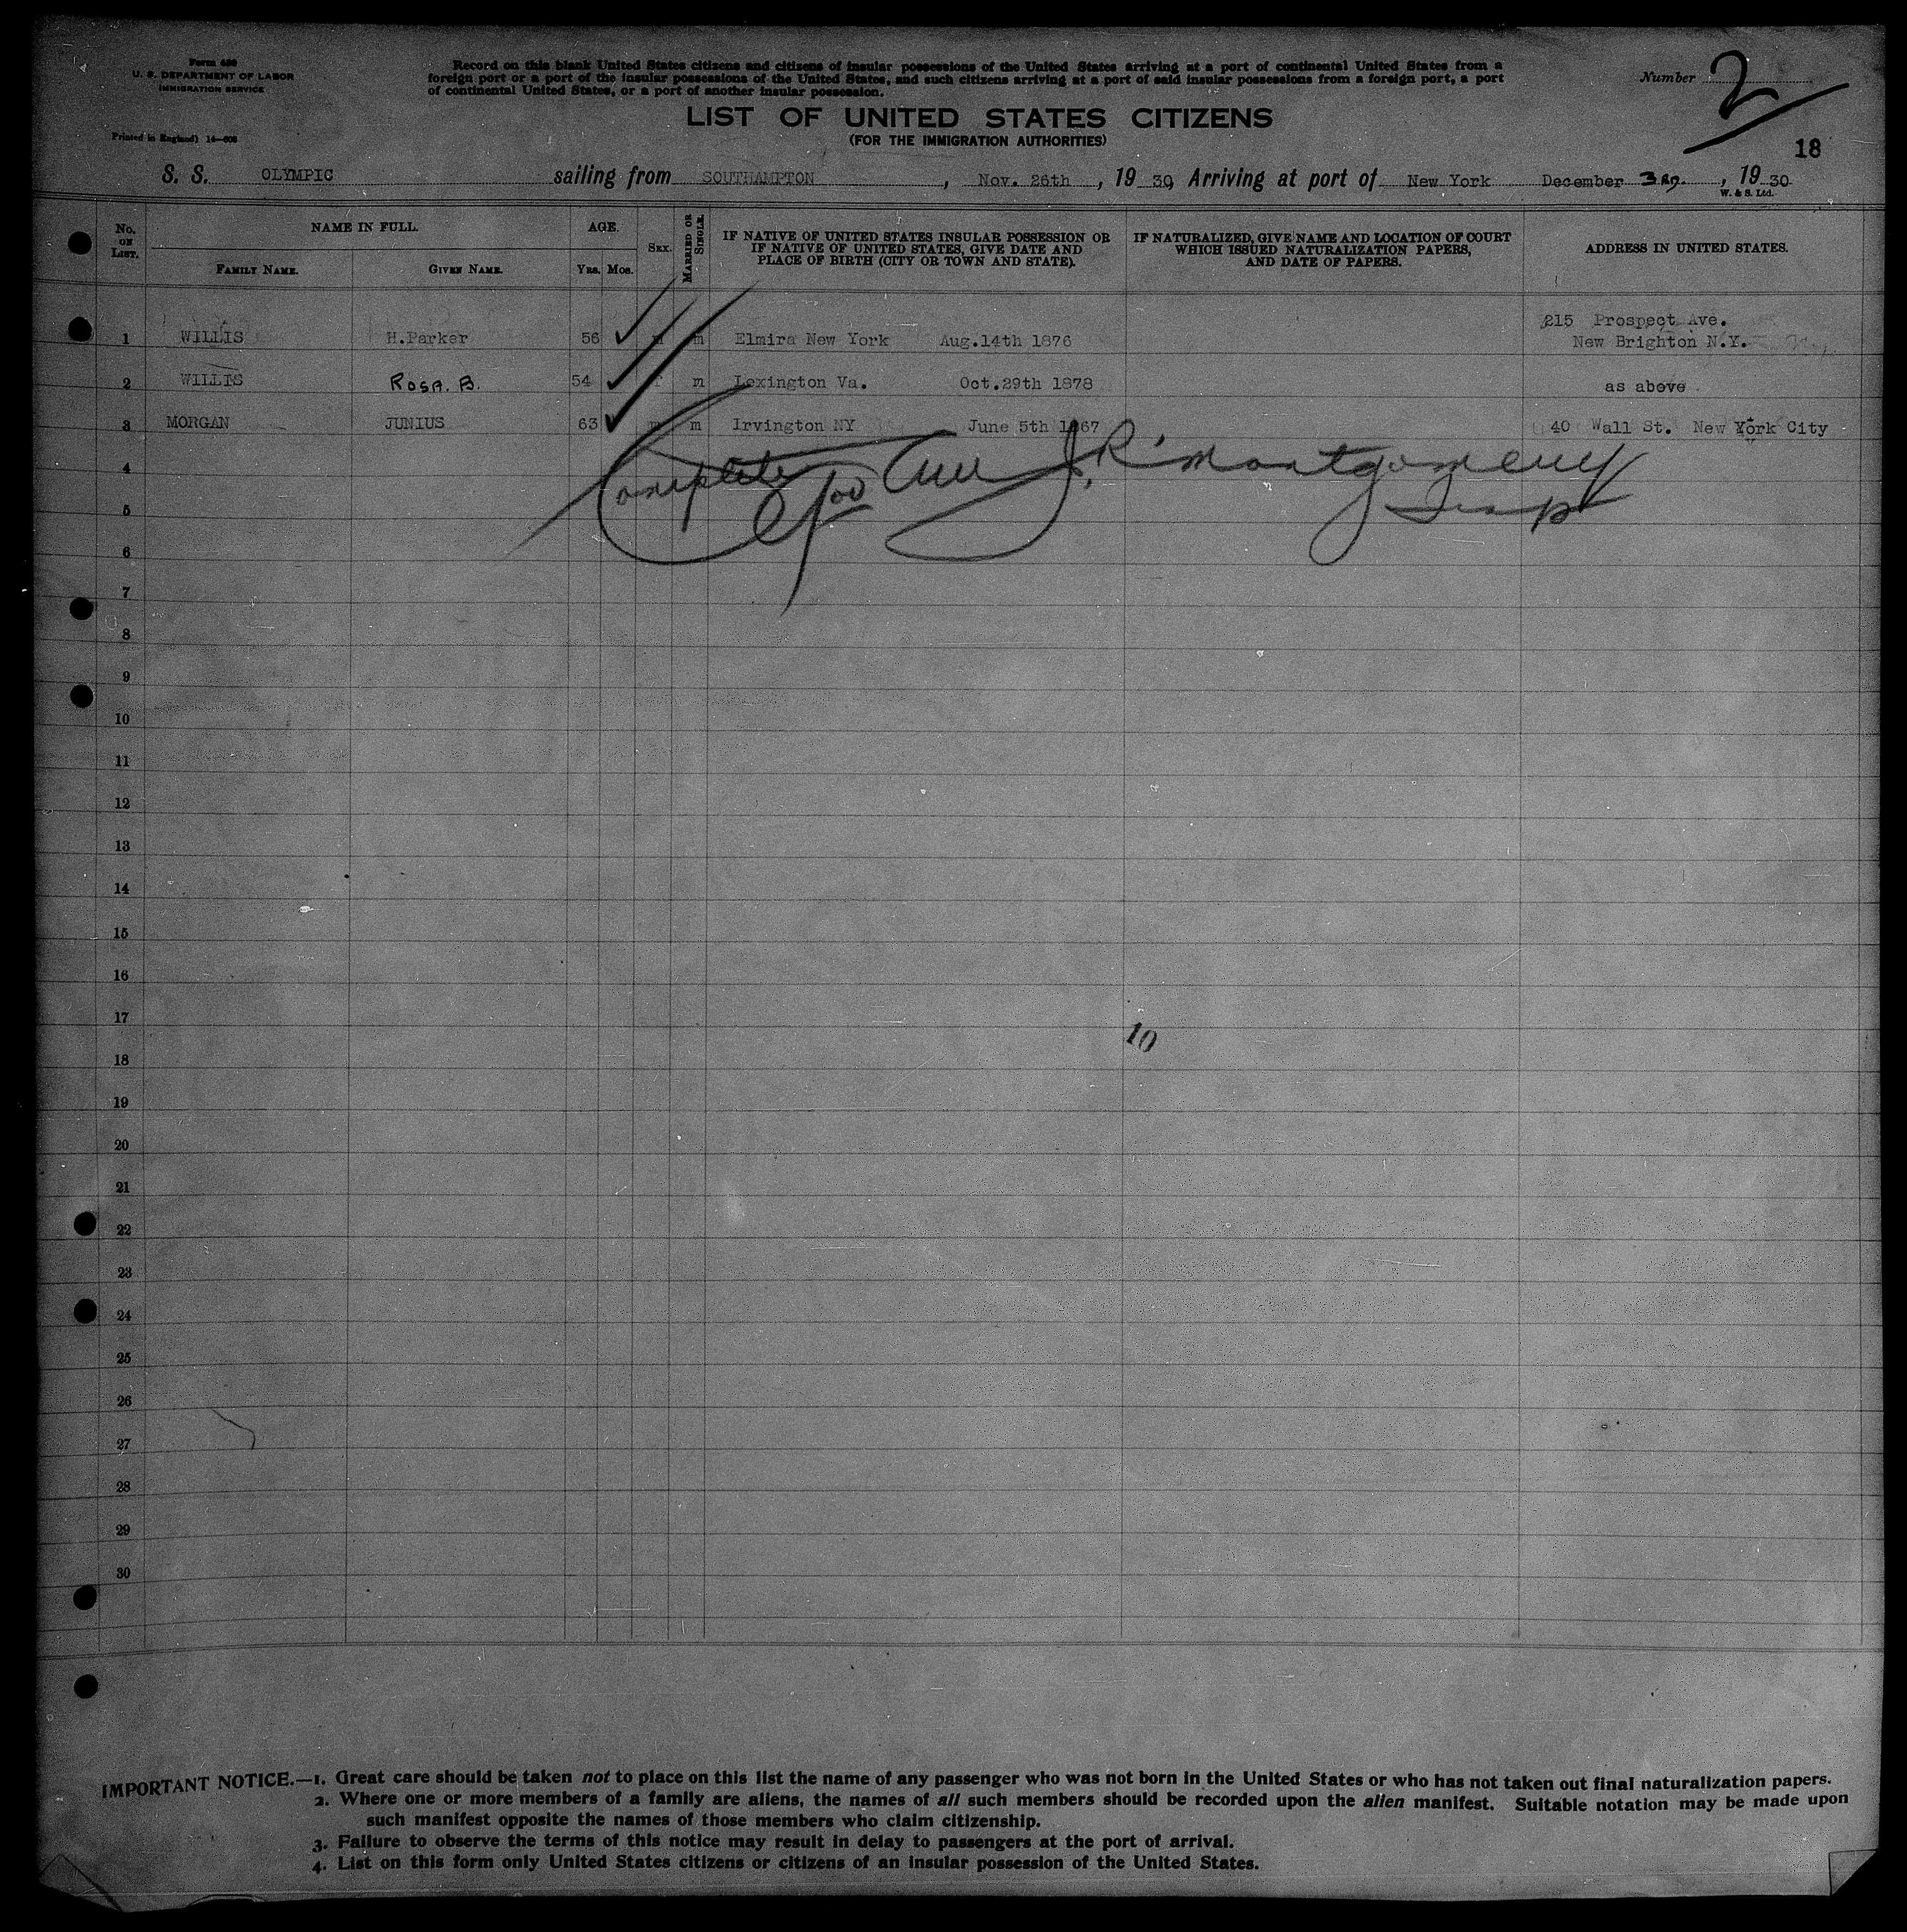 Form 630
U. S. DEPARTMENT OF LABOR
IMMIGRATION SERVICE
Printed in England) 14—608
Record on this blank United States citizens and citizens of insular possessions of the United States arriving at a port of continental United States from a
foreign port or a port of the insular possessions of the United States, and such citizens arriving at a port of said insular possessions from a foreign port, a port
of continental United States, or a port of another insular possession.
Number 2
LIST OF UNITED STATES CITIZENS
(FOR THE IMMIGRATION AUTHORITIES)
18
S. S. OLYMPIC sailing from SOUTHAMPTON, Nov. 26th, 19 30, Arriving at port of New York December 3rd., 19 30
W. & S. Ltd.
No. ON LIST. NAME IN FULL. FAMILY NAME. GIVEN NAME. AGE. YRS. MOS. SEX. MARRIED OR SINGLE. IF NATIVE OF UNITED STATES INSULAR POSSESSION OR IF NATIVE OF UNITED STATES, GIVE DATE AND PLACE OF BIRTH (CITY OR TOWN AND STATE). IF NATURALIZED, GIVE NAME AND LOCATION OF COURT WHICH ISSUED NATURALIZATION PAPERS, AND DATE OF PAPERS. ADDRESS IN UNITED STATES.
215 Prospect Ave.
1 WILLIS H.Parker 56 m m Elmira New York Aug.14th 1876 New Brighton N.Y.
2 WILLIS ROSA. B. 54 f m Lexington Va. Oct.29th 1878 as above
3 MORGAN JUNIUS 63 m m Irvington NY June 5th 1867 40 Wall St. New York City
4 Complete J. R. Montgomery
5 Insp
6
7
8
9
10
11
12
13
14
15
16
17
10
18
19
20
21
22
23
24
25
26
27
28
29
30
IMPORTANT NOTICE.—1. Great care should be taken not to place on this list the name of any passenger who was not born in the United States or who has not taken out final naturalization papers.
2. Where one or more members of a family are aliens, the names of all such members should be recorded upon the alien manifest. Suitable notation may be made upon
such manifest opposite the names of those members who claim citizenship.
3. Failure to observe the terms of this notice may result in delay to passengers at the port of arrival.
4. List on this form only United States citizens or citizens of an insular possession of the United States.